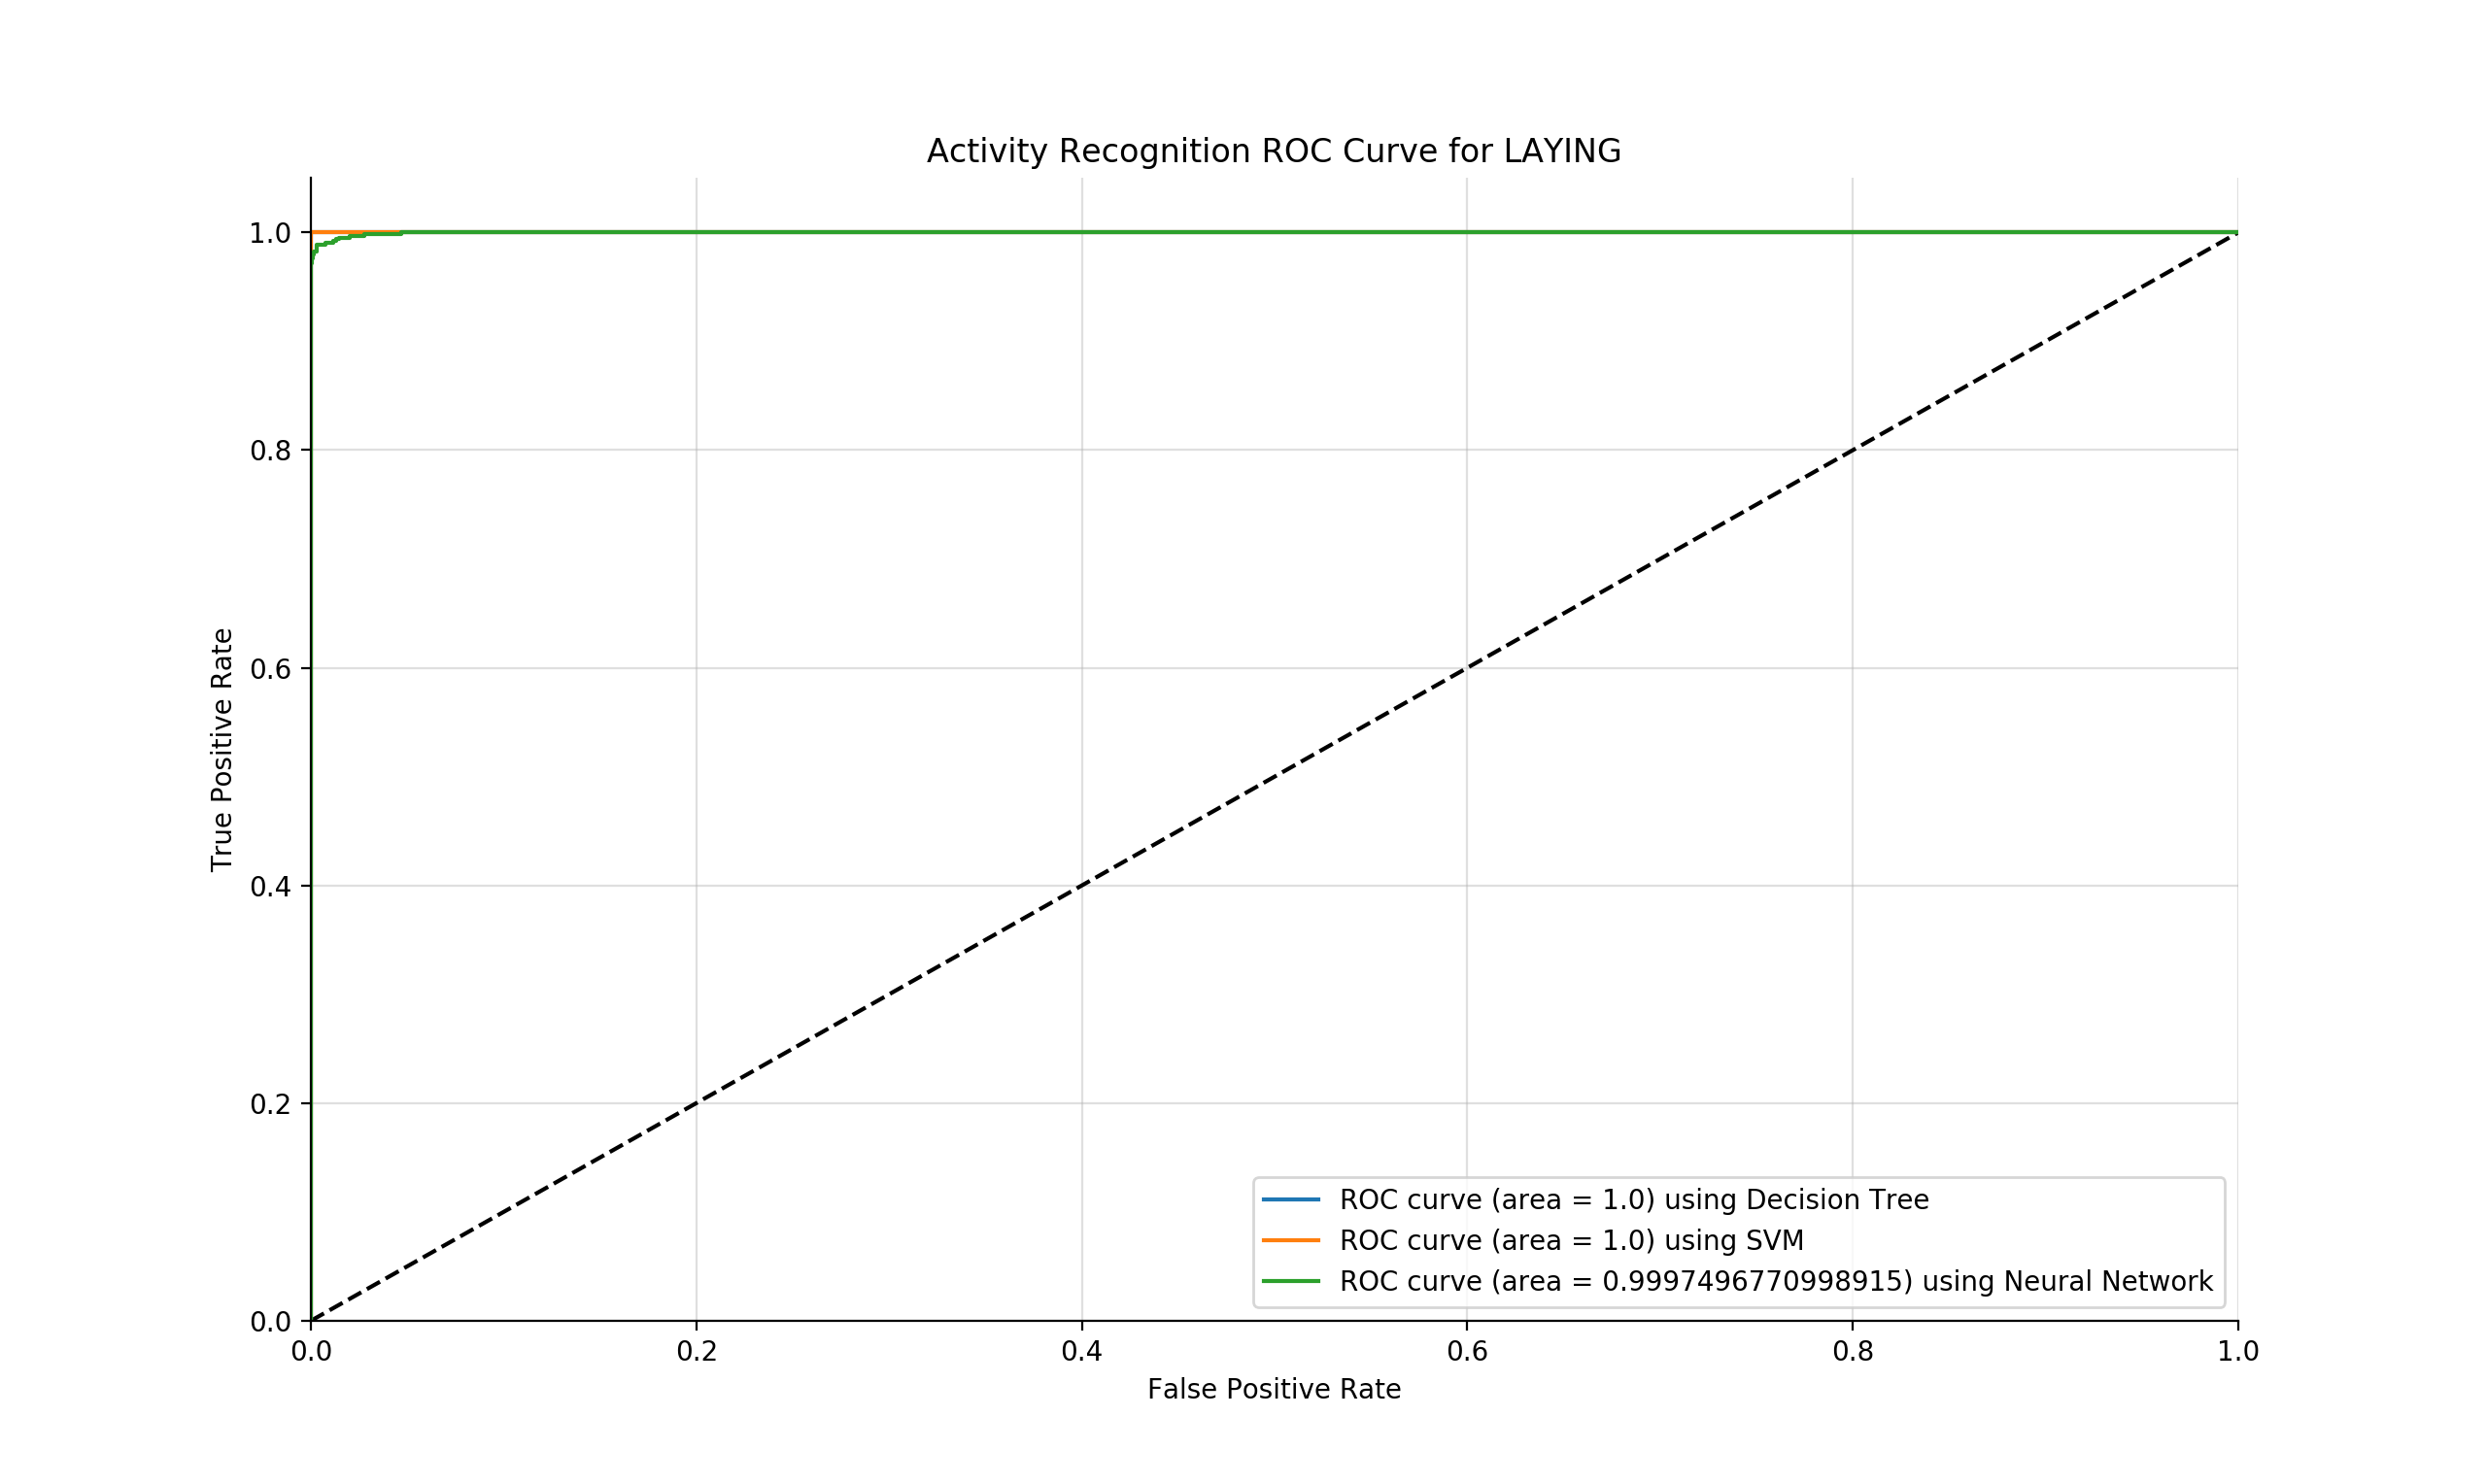 Activity Recognition ROC Curve for LAYING
True Positive Rate
1.0
0.8
0.6
0.4
0.2
0.0
0.0 0.2 0.4 0.6 0.8 1.0
False Positive Rate
ROC curve (area = 1.0) using Decision Tree
ROC curve (area = 1.0) using SVM
ROC curve (area = 0.9997496770998915) using Neural Network